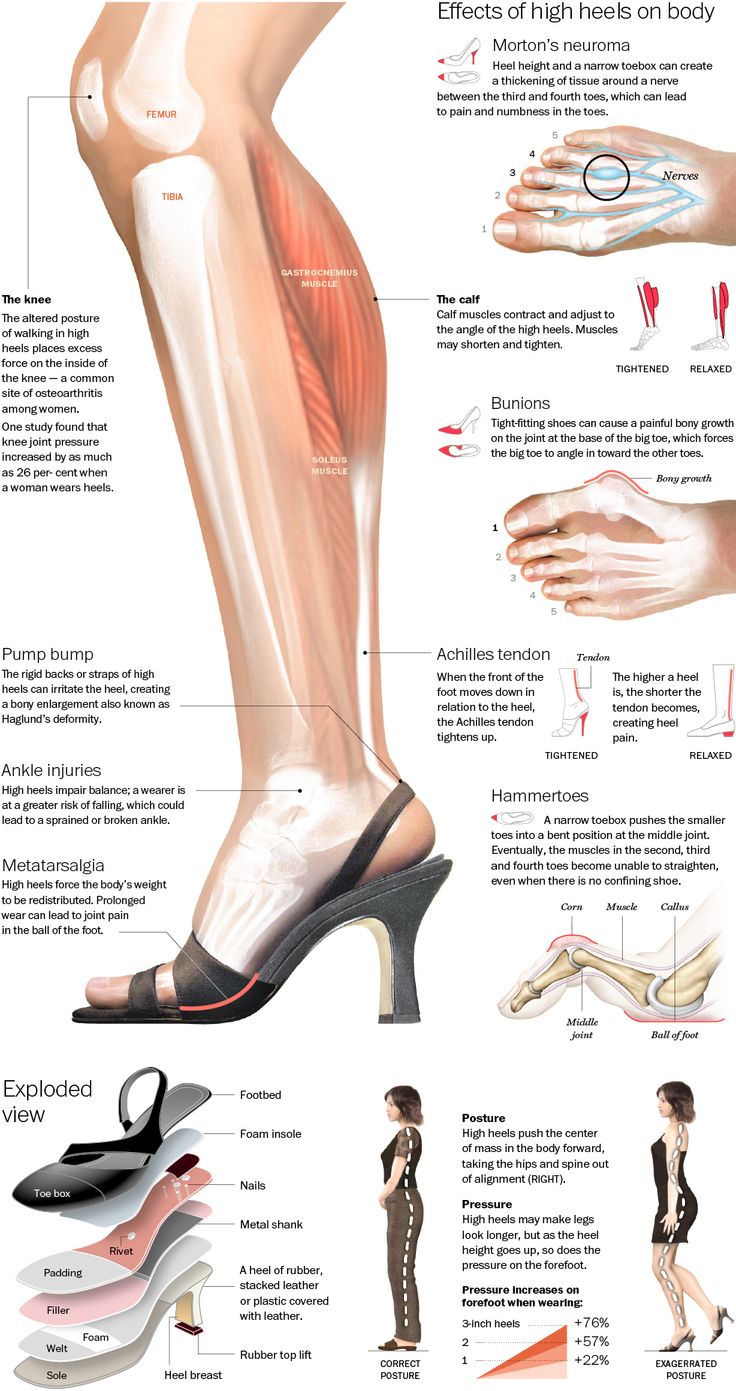 Effects of high heels on body
Morton's neuroma
Heel height and a narrow toebox can create
a thickening of tissue around a nerve
between the third and fourth toes, which can lead
to pain and numbness in the toes.
5
4
3
2
1
Nerves
FEMUR
TIBIA
GASTROCNEMIUS
MUSCLE
SOLEUS
MUSCLE
The knee
The altered posture
of walking in high
heels places excess
force on the inside of
the knee — a common
site of osteoarthritis
among women.
One study found that
knee joint pressure
increased by as much
as 26 per- cent when
a woman wears heels.
The calf
Calf muscles contract and adjust to
the angle of the high heels. Muscles
may shorten and tighten.
TIGHTENED
RELAXED
Bunions
Tight-fitting shoes can cause a painful bony growth
on the joint at the base of the big toe, which forces
the big toe to angle in toward the other toes.
Bony growth
1
2
3
4
5
Pump bump
The rigid backs or straps of high
heels can irritate the heel, creating
a bony enlargement also known as
Haglund's deformity.
Achilles tendon
When the front of the
foot moves down in
relation to the heel,
the Achilles tendon
tightens up.
Tendon
TIGHTENED
The higher a heel
is, the shorter the
tendon becomes,
creating heel
pain.
RELAXED
Ankle injuries
High heels impair balance; a wearer is
at a greater risk of falling, which could
lead to a sprained or broken ankle.
Metatarsalgia
High heels force the body's weight
to be redistributed. Prolonged
wear can lead to joint pain
in the ball of the foot.
Hammertoes
A narrow toebox pushes the smaller
toes into a bent position at the middle joint.
Eventually, the muscles in the second, third
and fourth toes become unable to straighten,
even when there is no confining shoe.
Corn
Muscle
Callus
Middle
joint
Ball of foot
Exploded
view
Footbed
Foam insole
Toe box
Nails
Metal shank
Rivet
Padding
A heel of rubber,
stacked leather
or plastic covered
with leather.
Filler
Foam
Welt
Rubber top lift
Sole
Heel breast
CORRECT
POSTURE
Posture
High heels push the center
of mass in the body forward,
taking the hips and spine out
of alignment (RIGHT).
Pressure
High heels may make legs
look longer, but as the heel
height goes up, so does the
pressure on the forefoot.
Pressure increases on
forefoot when wearing:
3-inch heels +76%
2 +57%
1 +22%
EXAGERRATED
POSTURE